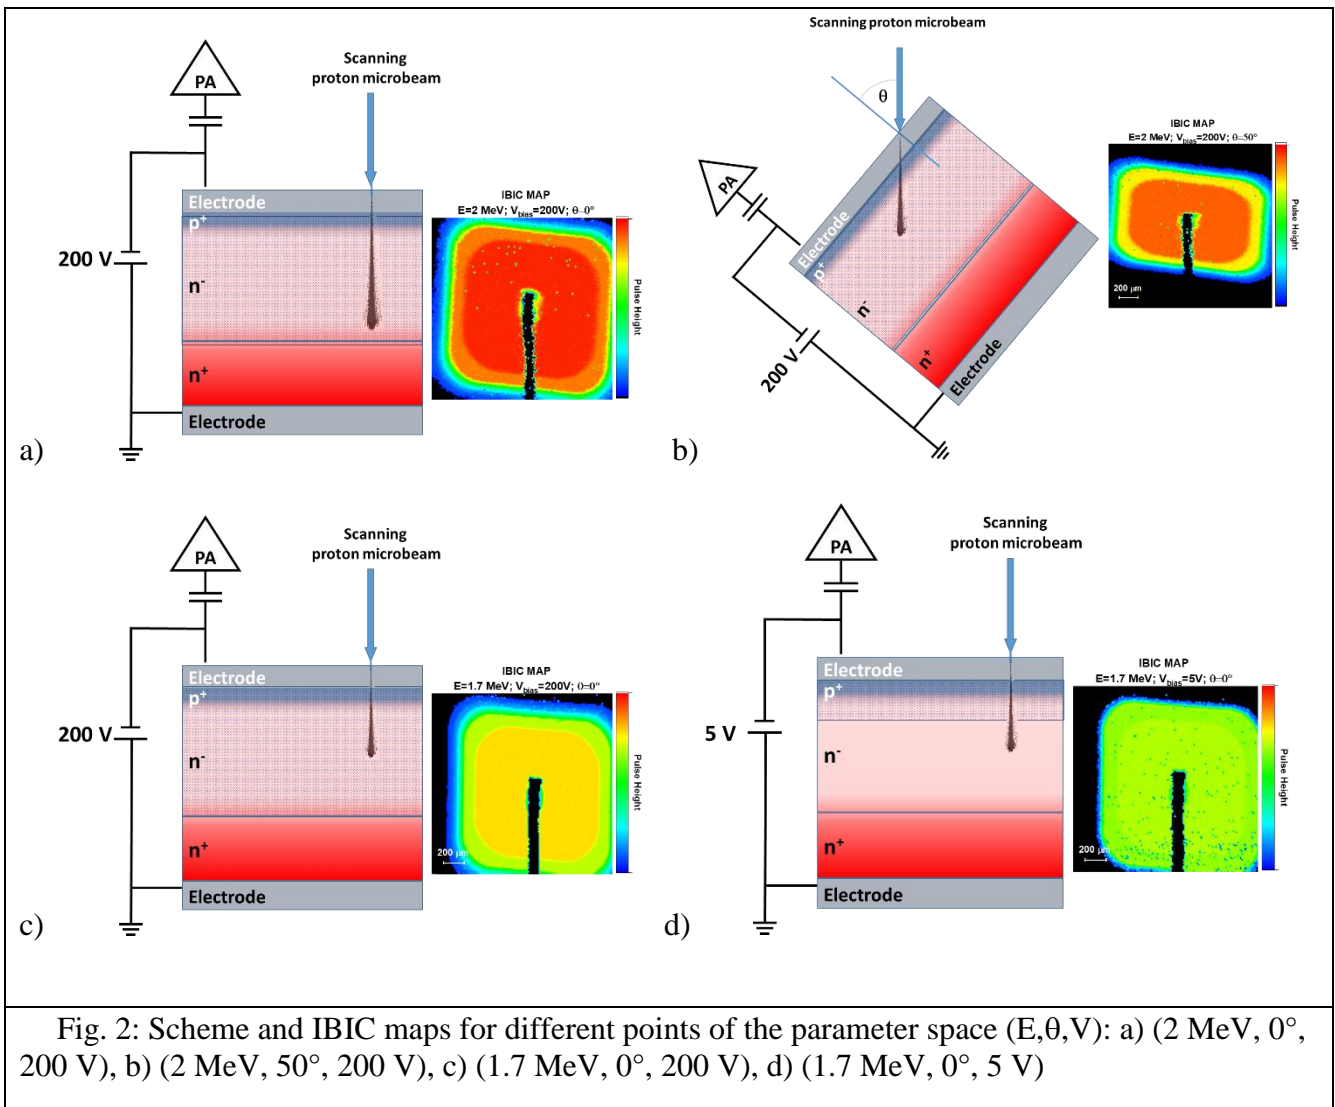 Scanning
proton microbeam
PA
200 V
Electrode
p+
n-
n+
Electrode
IBIC MAP
E=2 MeV; Vbias=200V; θ=0°
Pulse Height
a)
Scanning proton microbeam
θ
PA
200 V
Electrode
p+
n-
n+
Electrode
IBIC MAP
E=2 MeV; Vbias=200V; θ=50°
Pulse Height
200 μm
b)
Scanning
proton microbeam
PA
200 V
Electrode
p+
n-
n+
Electrode
IBIC MAP
E=1.7 MeV; Vbias=200V; θ=0°
Pulse Height
200 μm
c)
Scanning
proton microbeam
PA
5 V
Electrode
p+
n-
n+
Electrode
IBIC MAP
E=1.7 MeV; Vbias=5V; θ=0°
Pulse Height
200 μm
d)
Fig. 2: Scheme and IBIC maps for different points of the parameter space (E,θ,V): a) (2 MeV, 0°,
200 V), b) (2 MeV, 50°, 200 V), c) (1.7 MeV, 0°, 200 V), d) (1.7 MeV, 0°, 5 V)